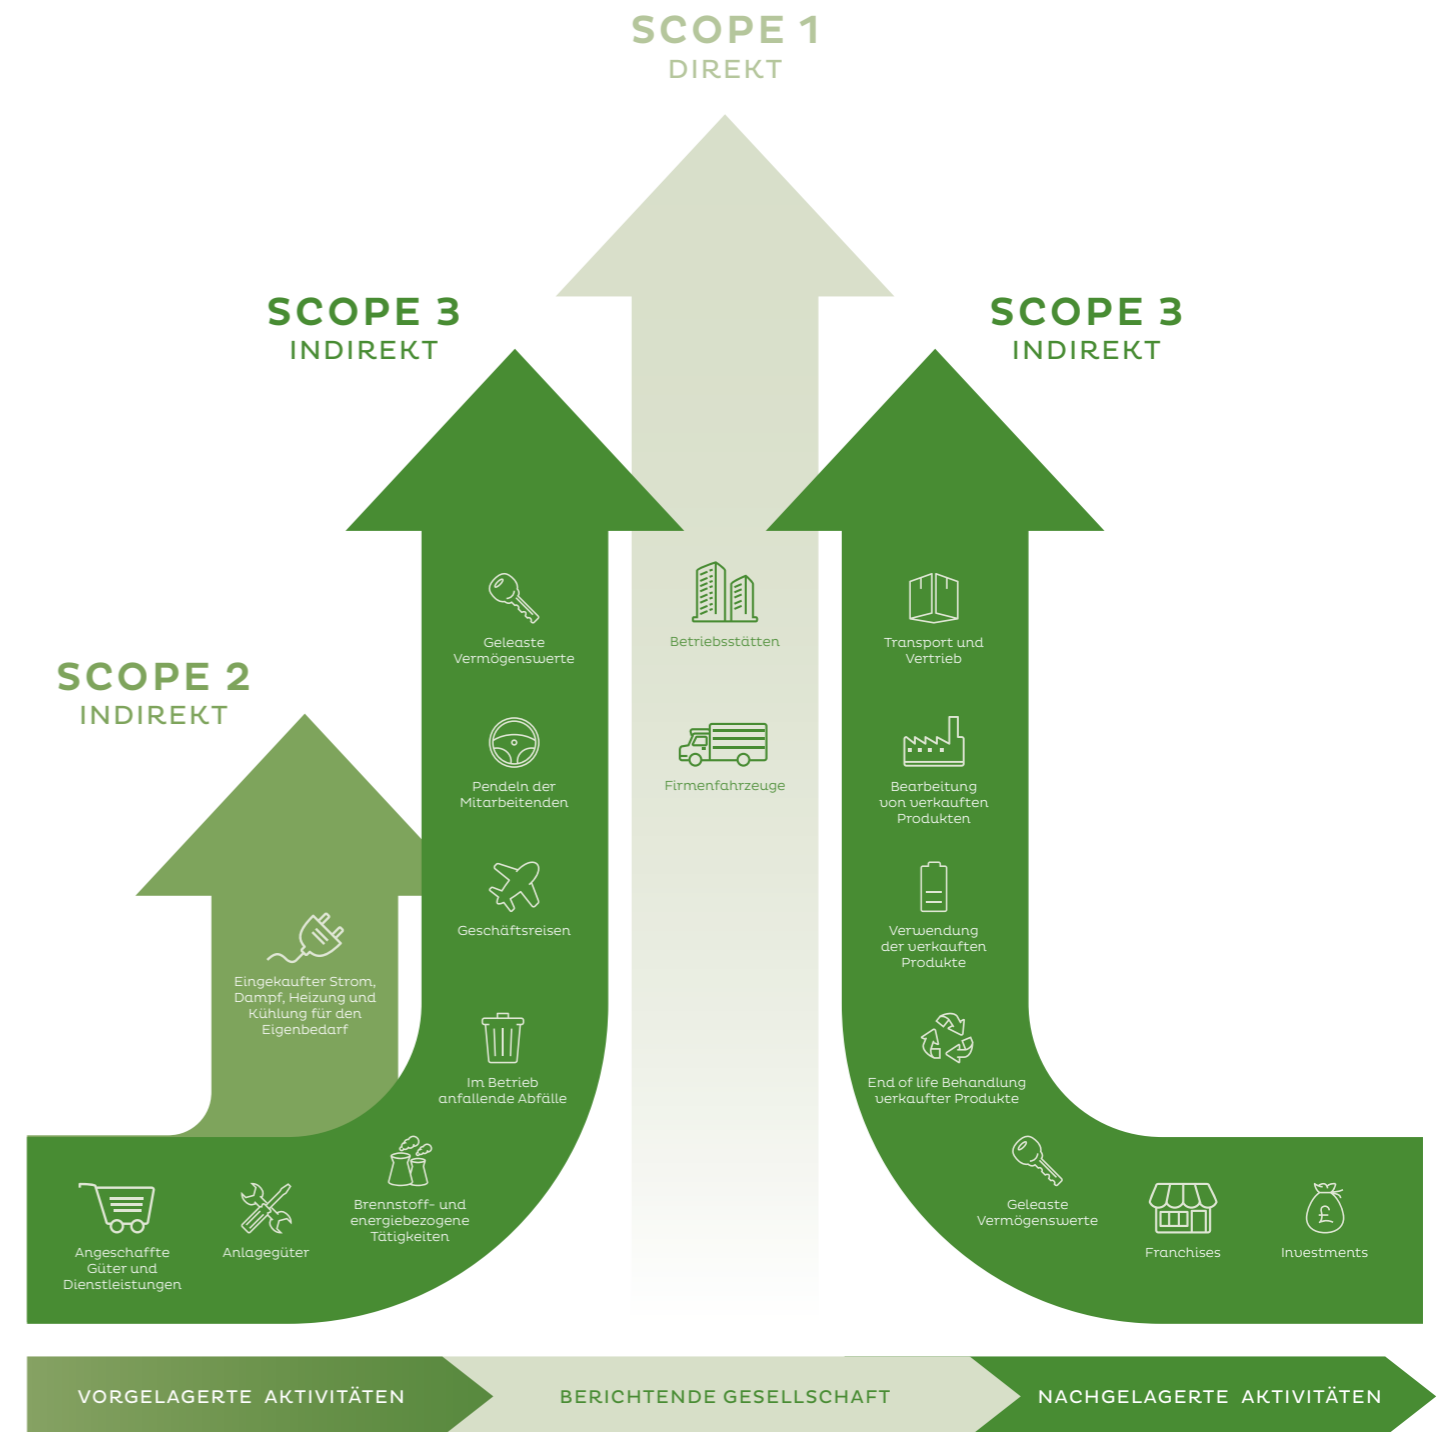 SCOPE 1
DIREKT
SCOPE 3
INDIREKT
SCOPE 3
INDIREKT
SCOPE 2
INDIREKT
Eingekaufter Strom,
Dampf, Heizung und
Kühlung für den
Eigenbedarf
Geleaste
Vermögenswerte
Pendeln der
Mitarbeitenden
Geschäftsreisen
Im Betrieb
anfallende Abfälle
Brennstoff- und
energiebezogene
Tätigkeiten
Anlagegüter
Angeschaffte
Güter und
Dienstleistungen
Betriebsstätten
Firmenfahrzeuge
Transport und
Vertrieb
Bearbeitung
von verkauften
Produkten
Verwendung
der verkauften
Produkte
End of life Behandlung
verkaufter Produkte
Geleaste
Vermögenswerte
Franchises
£
Investments
VORGELAGERTE AKTIVITÄTEN
BERICHTENDE GESELLSCHAFT
NACHGELAGERTE AKTIVITÄTEN